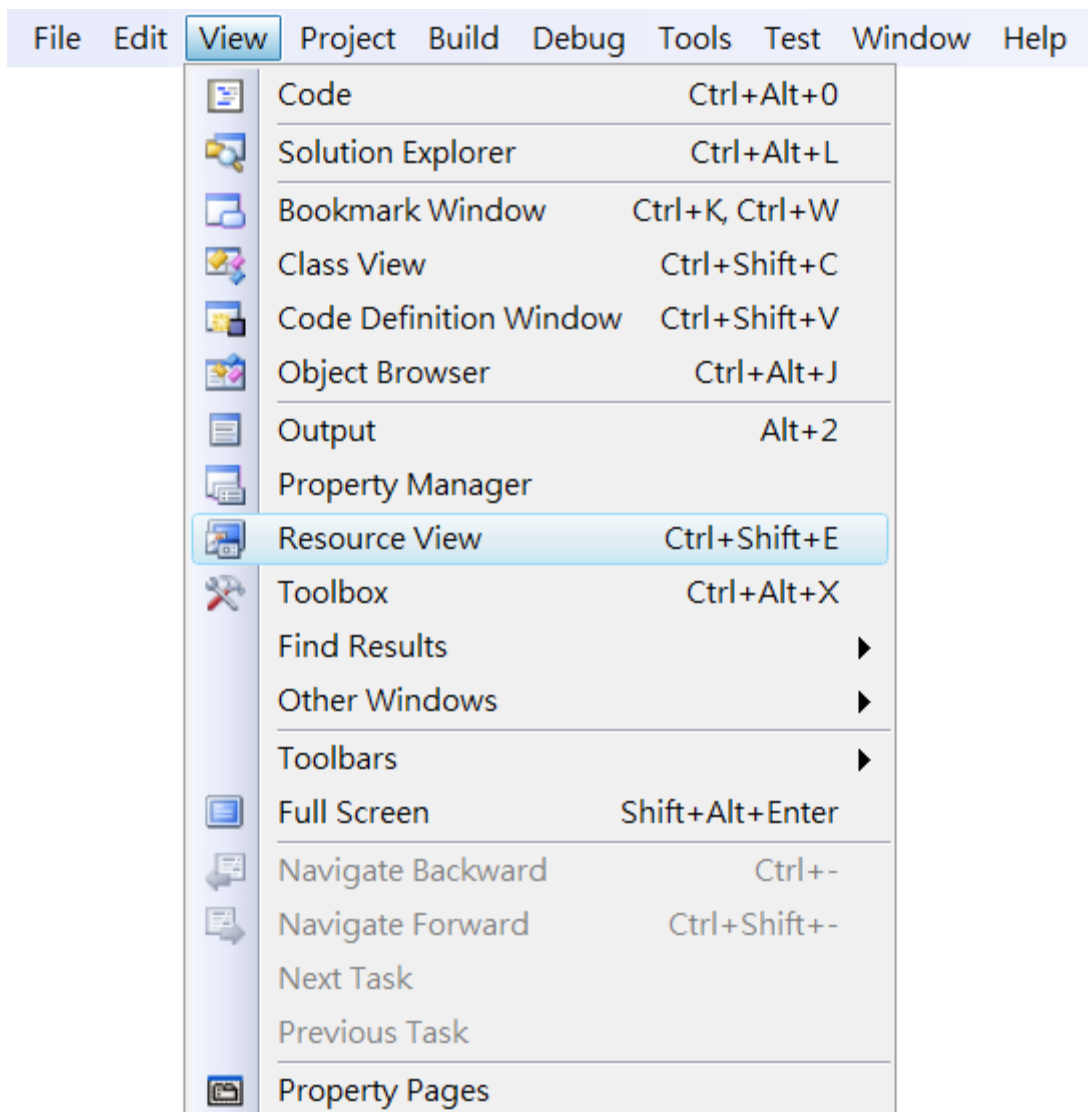 File Edit View Project Build Debug Tools Test Window Help
Code Ctrl+Alt+0
Solution Explorer Ctrl+Alt+L
Bookmark Window Ctrl+K, Ctrl+W
Class View Ctrl+Shift+C
Code Definition Window Ctrl+Shift+V
Object Browser Ctrl+Alt+J
Output Alt+2
Property Manager
Resource View Ctrl+Shift+E
Toolbox Ctrl+Alt+X
Find Results
Other Windows
Toolbars
Full Screen Shift+Alt+Enter
Navigate Backward Ctrl+-
Navigate Forward Ctrl+Shift+-
Next Task
Previous Task
Property Pages